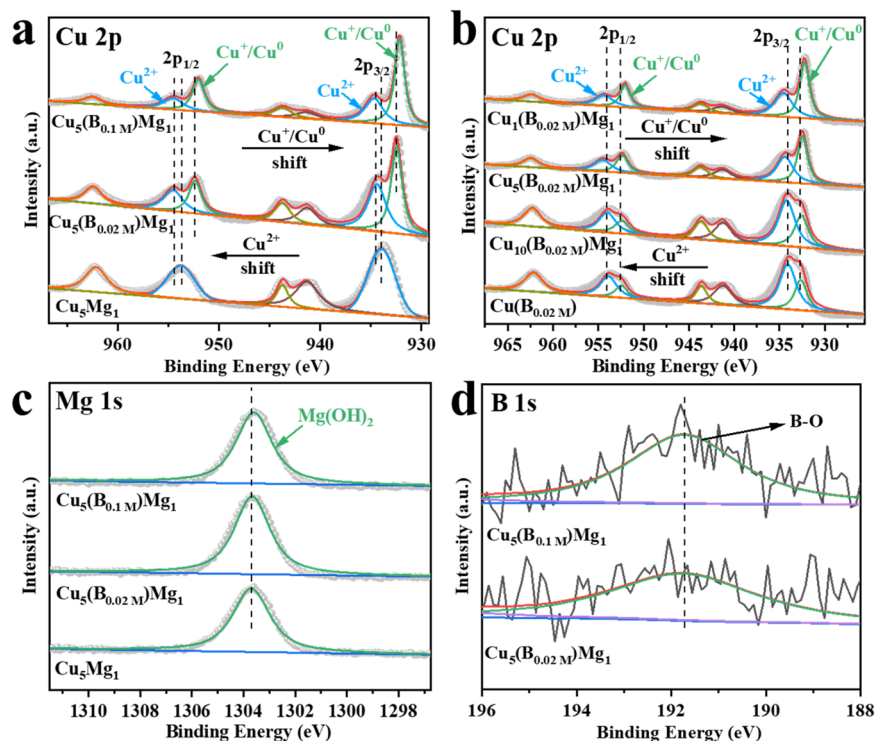 a Cu 2p
Cu²⁺
2p₁/₂
Cu⁺/Cu⁰
Cu²⁺
2p₃/₂
Cu⁺/Cu⁰
Cu₅(B₀.₁ M)Mg₁
Cu⁺/Cu⁰
shift
Cu₅(B₀.₀₂ M)Mg₁
Cu²⁺
shift
Cu₅Mg₁
Intensity (a.u.)
960 950 940 930
Binding Energy (eV)
b Cu 2p
Cu²⁺
2p₁/₂
Cu⁺/Cu⁰
Cu²⁺
2p₃/₂
Cu⁺/Cu⁰
Cu₁(B₀.₀₂ M)Mg₁
Cu⁺/Cu⁰
shift
Cu₅(B₀.₀₂ M)Mg₁
Cu₁₀(B₀.₀₂ M)Mg₁
Cu²⁺
shift
Cu(B₀.₀₂ M)
Intensity (a.u.)
965 960 955 950 945 940 935 930
Binding Energy (eV)
c Mg 1s
Mg(OH)₂
Cu₅(B₀.₁ M)Mg₁
Cu₅(B₀.₀₂ M)Mg₁
Cu₅Mg₁
Intensity (a.u.)
1310 1308 1306 1304 1302 1300 1298
Binding Energy (eV)
d B 1s
B-O
Cu₅(B₀.₁ M)Mg₁
Cu₅(B₀.₀₂ M)Mg₁
Intensity (a.u.)
196 194 192 190 188
Binding Energy (eV)